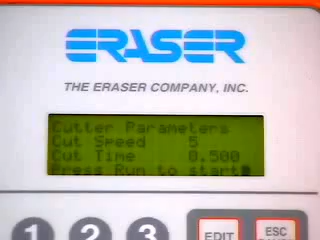 ERASER
THE ERASER COMPANY, INC.
Cutter Parameters
Cut Speed 5
Cut Time 0.500
Press Run to start
1 2 3 EDIT ESC